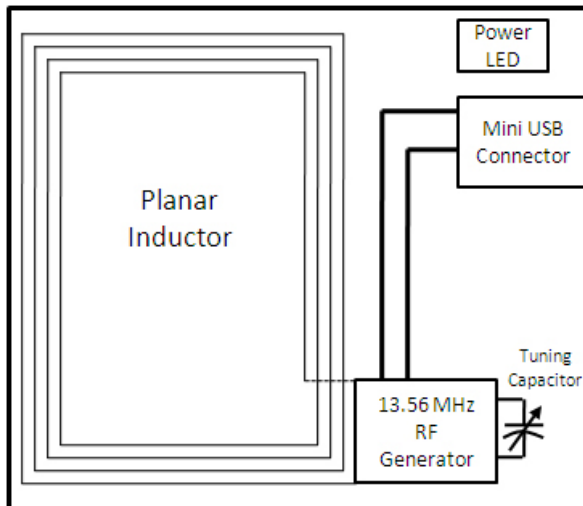 Power
LED
Mini USB
Connector
Planar
Inductor
Tuning
Capacitor
13.56 MHz
RF
Generator